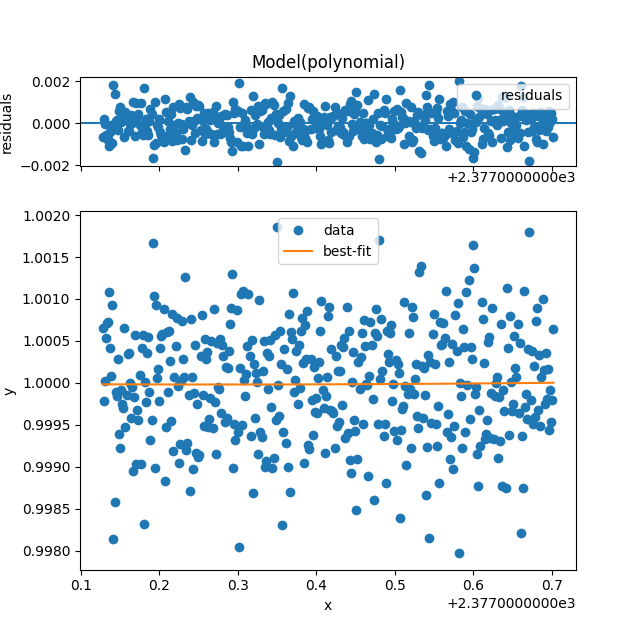 Model(polynomial)
0.002
0.000
−0.002
residuals
residuals
+2.3770000000e3
1.0020
1.0015
1.0010
1.0005
1.0000
0.9995
0.9990
0.9985
0.9980
y
data
best-fit
0.1 0.2 0.3 0.4 0.5 0.6 0.7
x
+2.3770000000e3